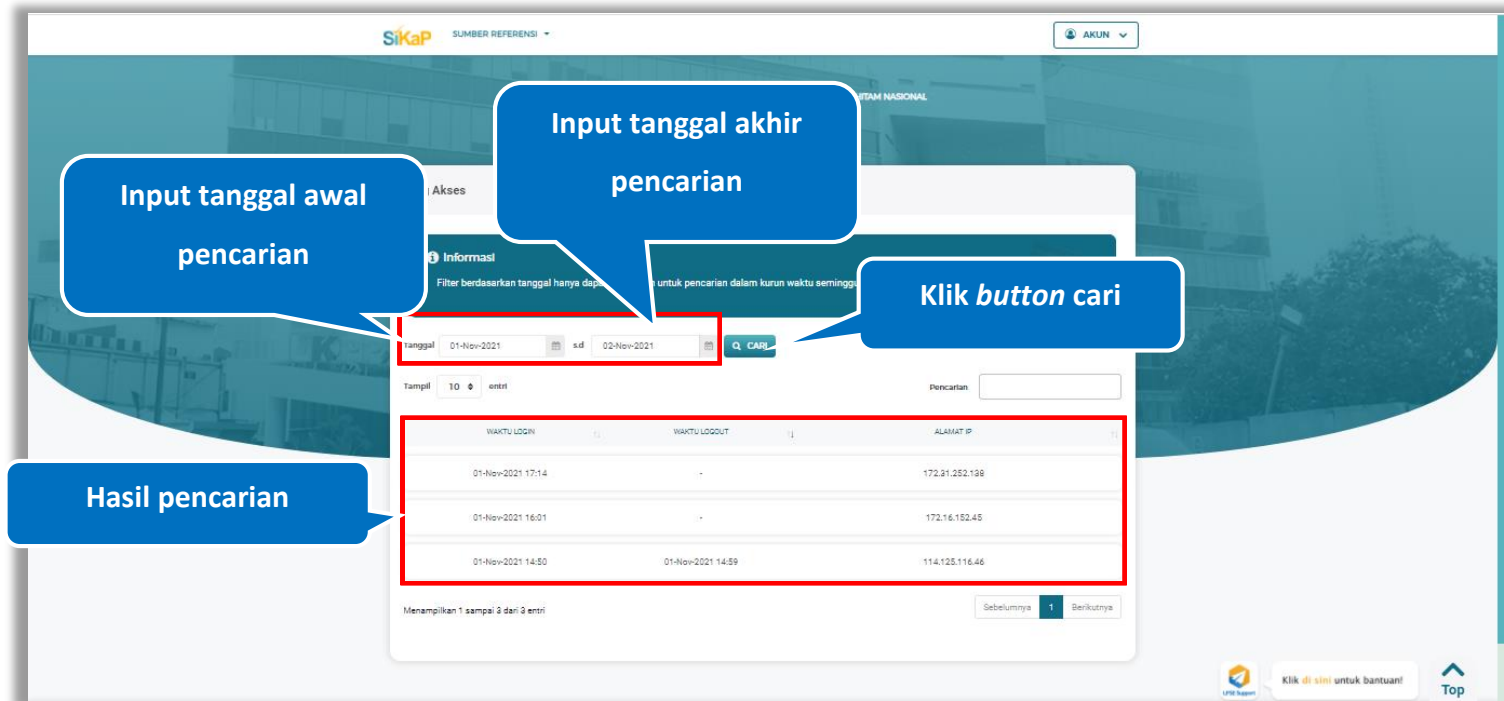 SiKaP
SUMBER REFERENSI
AKUN
HITAM NASIONAL
Input tanggal akhir
pencarian
Input tanggal awal
pencarian
Akses
Informasi
Filter berdasarkan tanggal hanya untuk pencarian dalam kurun waktu seminggu
Klik button cari
Tanggal 01-Nov-2021 s.d 02-Nov-2021 CARI
Tampil 10 entri
Pencarian
WAKTU LOGIN WAKTU LOGOUT ALAMAT IP
01-Nov-2021 17:14 - 172.31.252.139
Hasil pencarian
01-Nov-2021 16:01 - 172.16.152.45
01-Nov-2021 14:50 01-Nov-2021 14:59 114.125.116.46
Menampilkan 1 sampai 3 dari 3 entri
Sebelumnya 1 Berikutnya
LPSE Support
Klik di sini untuk bantuan!
Top